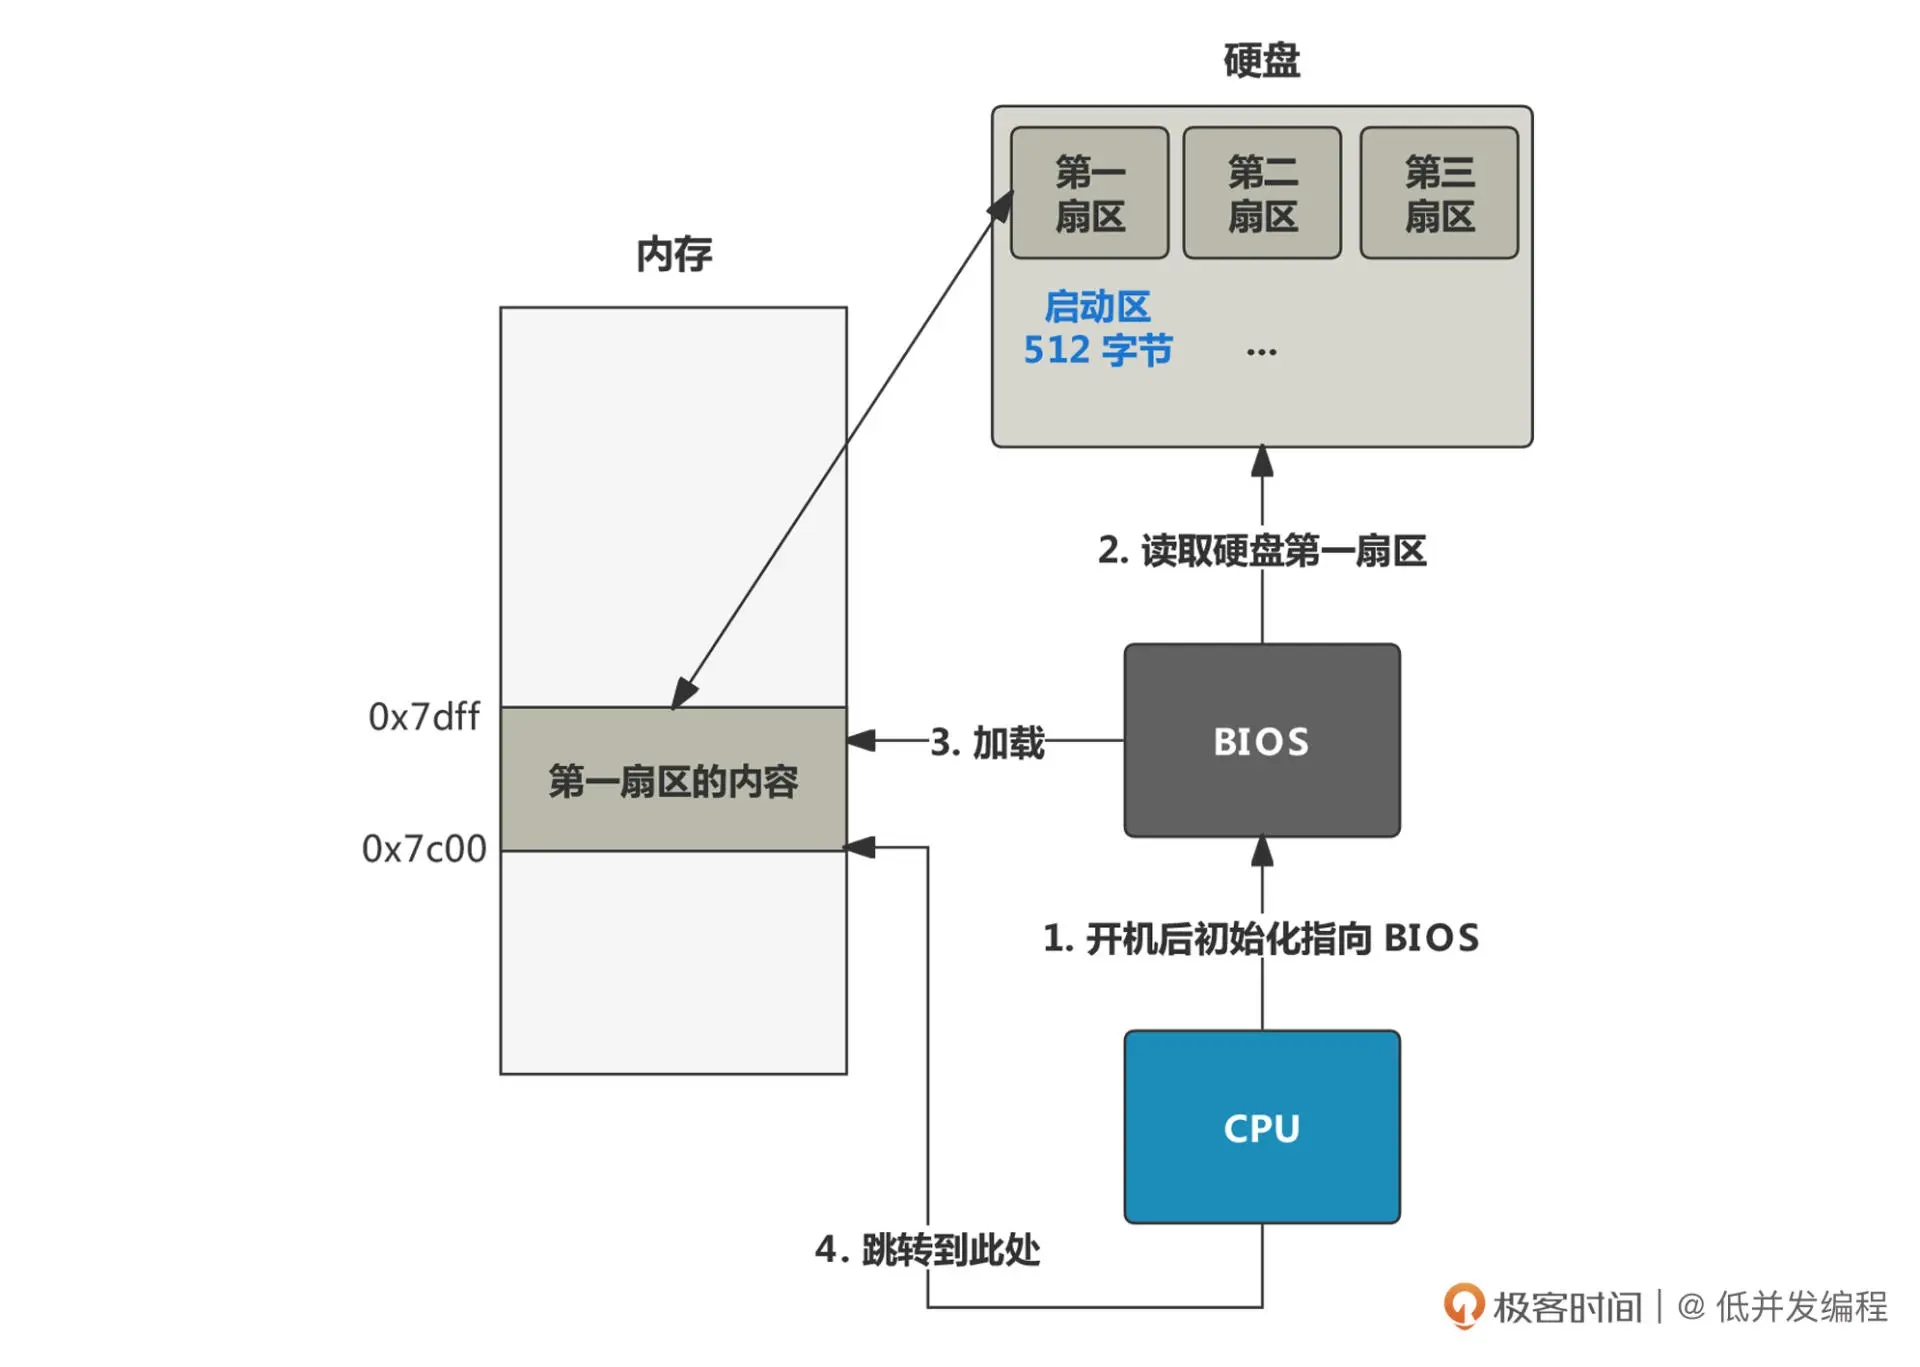 硬盘
第一
扇区
第二
扇区
第三
扇区
启动区
512 字节
...
内存
2. 读取硬盘第一扇区
0x7dff
第一扇区的内容
0x7c00
3. 加载
BIOS
1. 开机后初始化指向 BIOS
CPU
4. 跳转到此处
极客时间 | @ 低并发编程